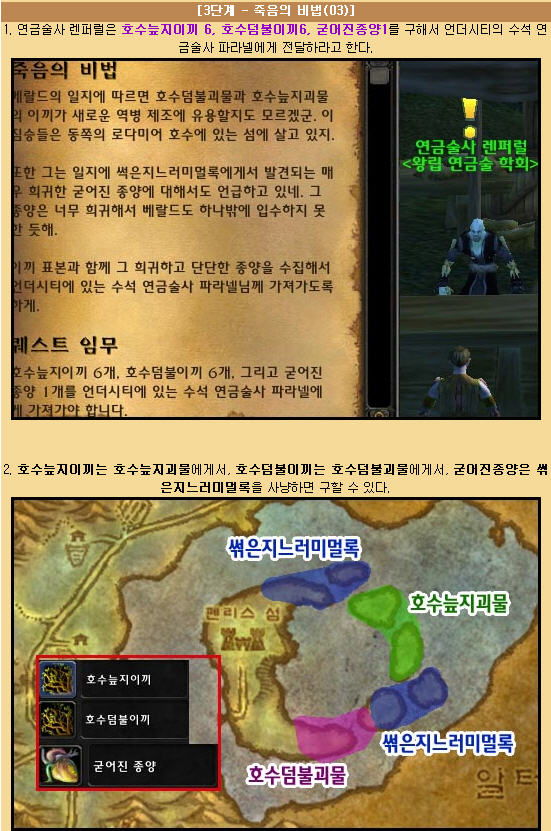 [3단계 - 죽음의 비법(03)]
1. 연금술사 렌퍼럴은 호수늪지이끼 6, 호수덤불이끼6, 굳어진종양1를 구해서 언더시티의 수석 연
금술사 파라넬에게 전달하라고 한다.
죽음의 비법
베랄드의 일지에 따르면 호수덤불괴물과 호수늪지괴물
의 이끼가 새로운 역병 제조에 유용할지도 모르겠군. 이
짐승들은 동쪽의 로다미어 호수에 있는 섬에 살고 있지.
또한 그는 일지에 썩은지느러미멀록에게서 발견되는 매
우 희귀한 굳어진 종양에 대해서도 언급하고 있네. 그
종양은 너무 희귀해서 베랄드도 하나밖에 입수하지 못
한 듯해.
이끼 표본과 함께 그 희귀하고 단단한 종양을 수집해서
언더시티에 있는 수석 연금술사 파라넬님께 가져가도록
하게.
퀘스트 임무
호수늪지이끼 6개, 호수덤불이끼 6개, 그리고 굳어진
종양 1개를 언더시티에 있는 수석 연금술사 파라넬에
게 가져가야 합니다.
연금술사 렌퍼럴
<왕립 연금술 학회>
2. 호수늪지이끼는 호수늪지괴물에게서, 호수덤불이끼는 호수덤불괴물에게서, 굳어진종양은 썪
은지느러미멀록을 사냥하면 구할 수 있다.
썪은지느러미멀록
호수늪지괴물
펜리스 섬
호수늪지이끼
호수덤불이끼
굳어진 종양
썪은지느러미멀록
호수덤불괴물
알터